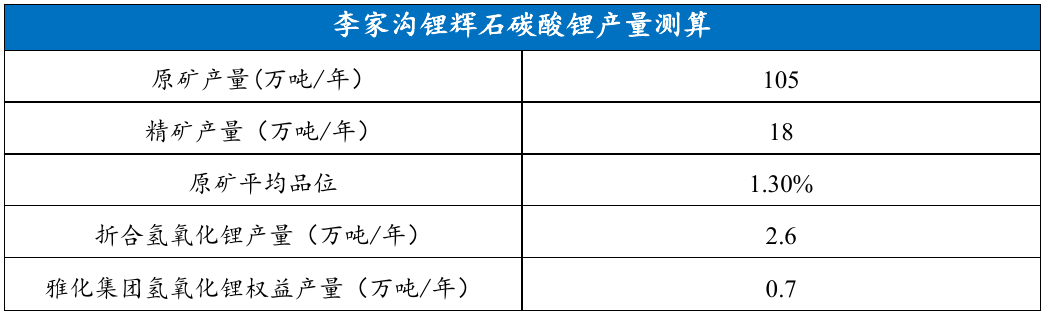 李家沟锂辉石碳酸锂产量测算
原矿产量(万吨/年） 105
精矿产量（万吨/年） 18
原矿平均品位 1.30%
折合氢氧化锂产量（万吨/年） 2.6
雅化集团氢氧化锂权益产量（万吨/年） 0.7